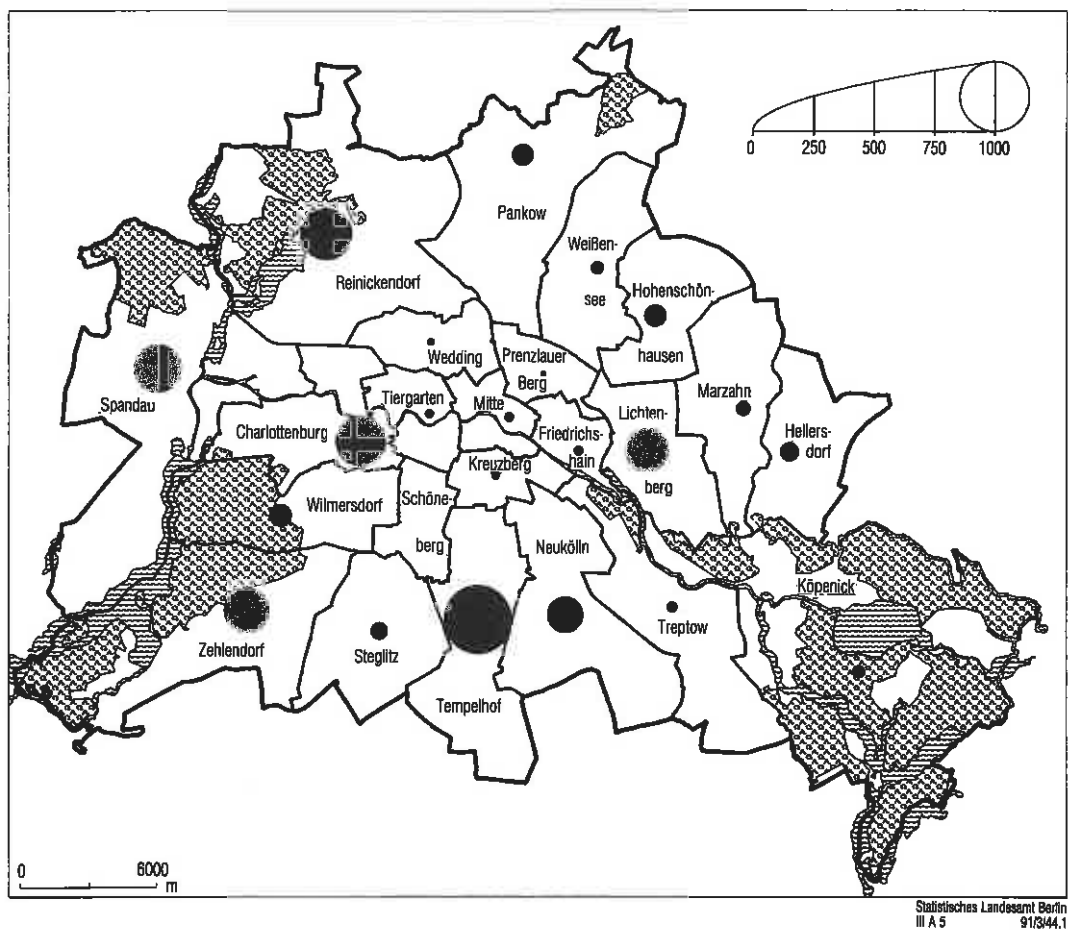 0 250 500 750 1000
Pankow
Weißen-
see
Hohenschön-
hausen
Reinickendorf
Wedding
Prenzlauer
Berg
Spandau
Tiergarten
Mitte
Lichten-
berg
Marzahn
Hellers-
dorf
Charlottenburg
Friedrichs-
hain
Kreuzberg
Wilmersdorf
Schöne-
berg
Neukölln
Köpenick
Zehlendorf
Steglitz
Treptow
Tempelhof
0 6000
m
Statistisches Landesamt Berlin
III A 5 91/3/44.1